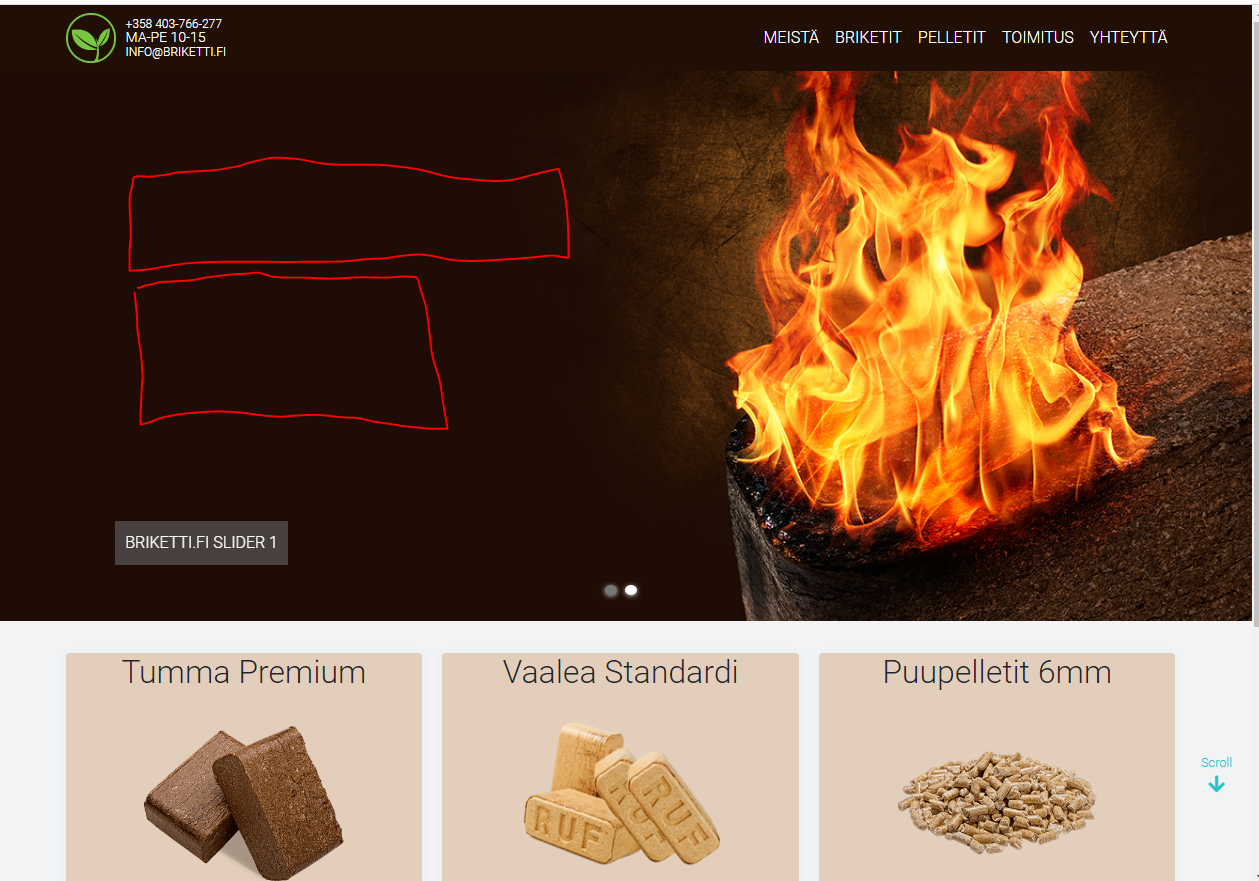 +358 403-766-277
MA-PE 10-15
INFO@BRIKETTI.FI
MEISTÄ BRIKETIT PELLETIT TOIMITUS YHTEYTTÄ
BRIKETTI.FI SLIDER 1
Tumma Premium
Vaalea Standardi
Puupelletit 6mm
Scroll
RUF
RUF
RUF